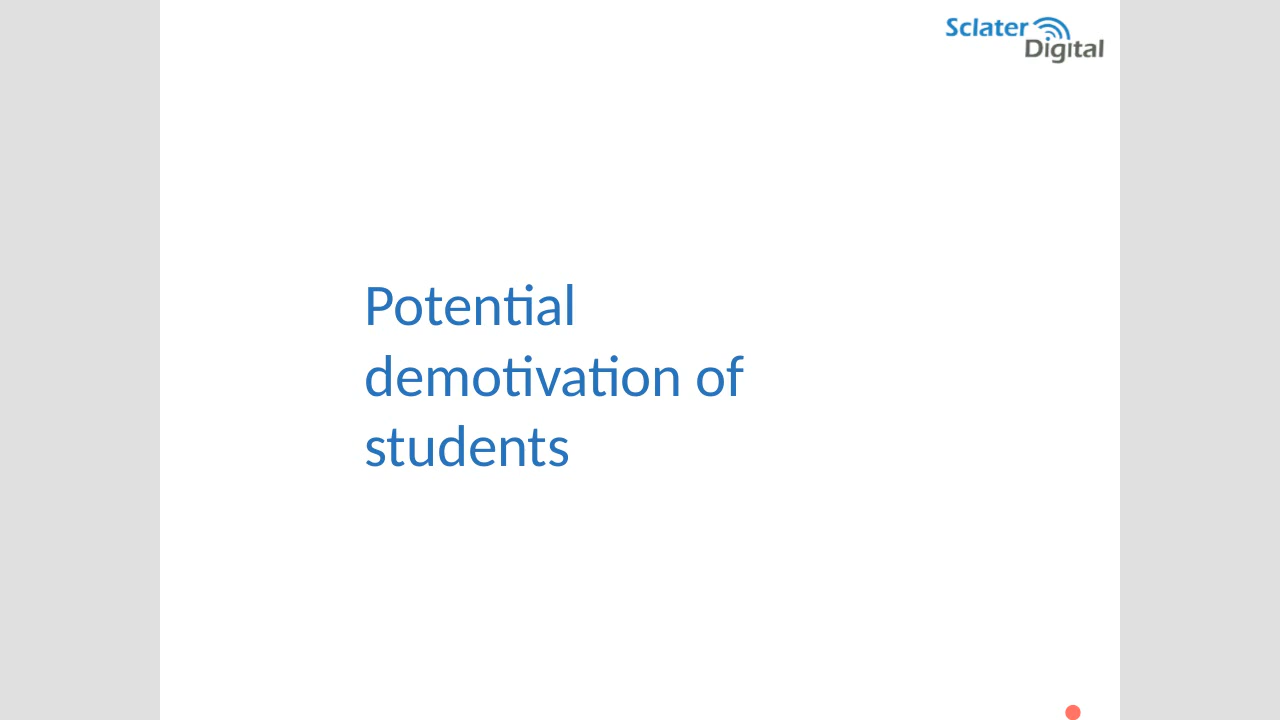 Sclater
Digital
Potential
demotivation of
students